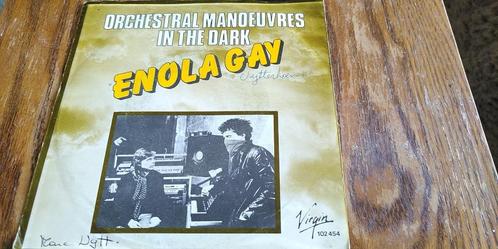 ORCHESTRAL MANOEUVRES
IN THE DARK
ENOLA GAY
Virgin
102 454